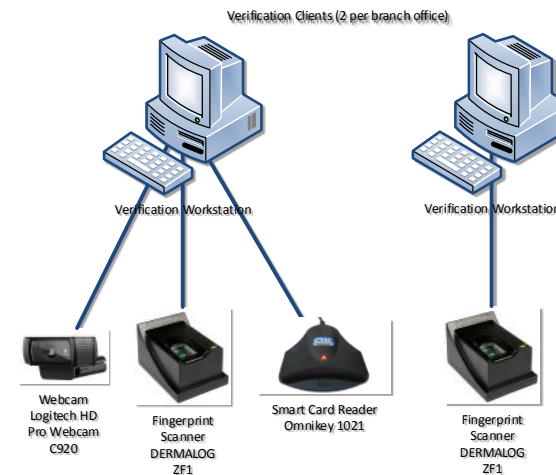 Verification Clients (2 per branch office)
Verification Workstation
Verification Workstation
Webcam
Logitech HD
Pro Webcam
C920
Fingerprint
Scanner
DERMALOG
ZF1
Smart Card Reader
Omnikey 1021
Fingerprint
Scanner
DERMALOG
ZF1